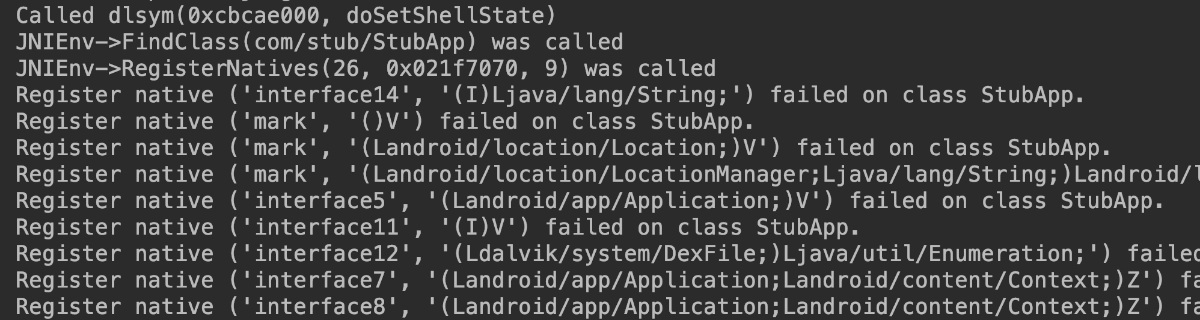 Called dlsym(0xcbcae000, doSetShellState)
JNIEnv->FindClass(com/stub/StubApp) was called
JNIEnv->RegisterNatives(26, 0x021f7070, 9) was called
Register native ('interface14', '(I)Ljava/lang/String;') failed on class StubApp.
Register native ('mark', '()V') failed on class StubApp.
Register native ('mark', '(Landroid/location/Location;)V') failed on class StubApp.
Register native ('mark', '(Landroid/location/LocationManager;Ljava/lang/String;)Landroid/l
Register native ('interface5', '(Landroid/app/Application;)V') failed on class StubApp.
Register native ('interface11', '(I)V') failed on class StubApp.
Register native ('interface12', '(Ldalvik/system/DexFile;)Ljava/util/Enumeration;') failed
Register native ('interface7', '(Landroid/app/Application;Landroid/content/Context;)Z') fa
Register native ('interface8', '(Landroid/app/Application;Landroid/content/Context;)Z') fa